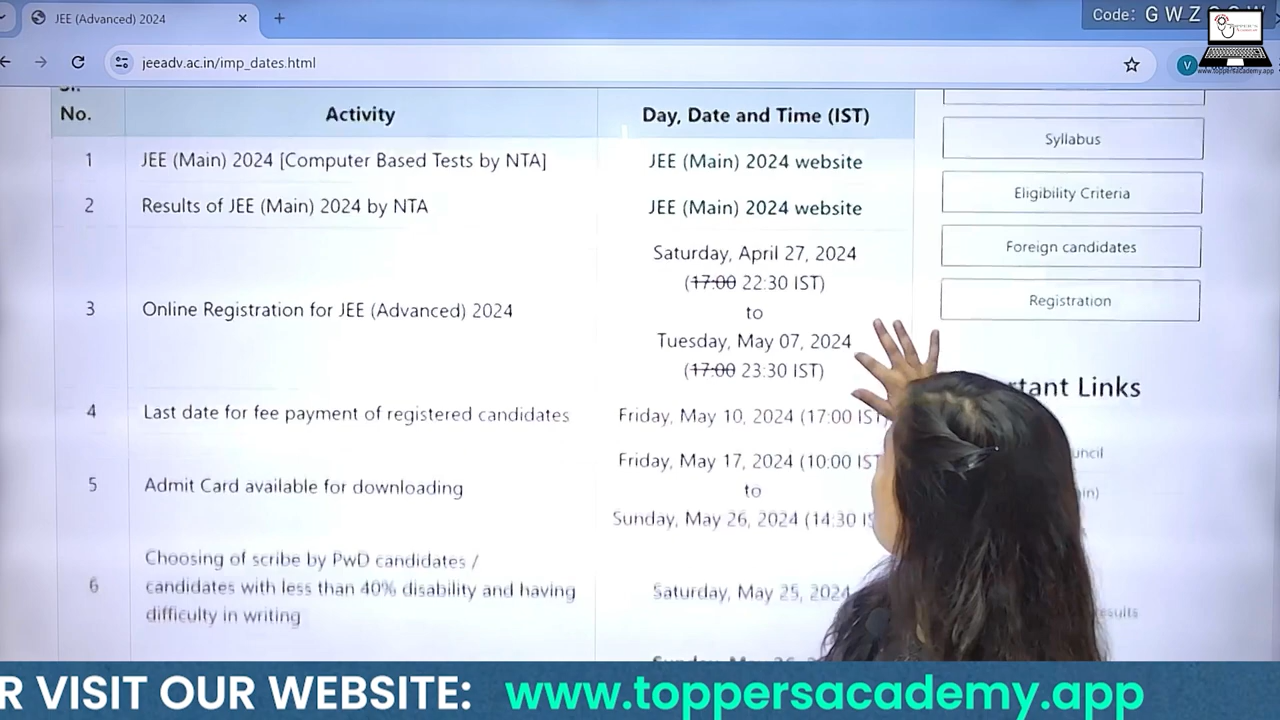 JEE (Advanced) 2024
Code: G W Z
jeeadv.ac.in/imp_dates.html
V
www.toppersacademy.app
No.
Activity
Day, Date and Time (IST)
1
JEE (Main) 2024 [Computer Based Tests by NTA]
JEE (Main) 2024 website
2
Results of JEE (Main) 2024 by NTA
JEE (Main) 2024 website
3
Online Registration for JEE (Advanced) 2024
Saturday, April 27, 2024
(17:00 22:30 IST)
to
Tuesday, May 07, 2024
(17:00 23:30 IST)
4
Last date for fee payment of registered candidates
Friday, May 10, 2024 (17:00 IST
5
Admit Card available for downloading
Friday, May 17, 2024 (10:00 IST
to
Sunday, May 26, 2024 (14:30 IS
6
Choosing of scribe by PwD candidates /
candidates with less than 40% disability and having
difficulty in writing
Saturday, May 25, 2024
Syllabus
Eligibility Criteria
Foreign candidates
Registration
rtant Links
uncil
in)
esults
R VISIT OUR WEBSITE: www.toppersacademy.app